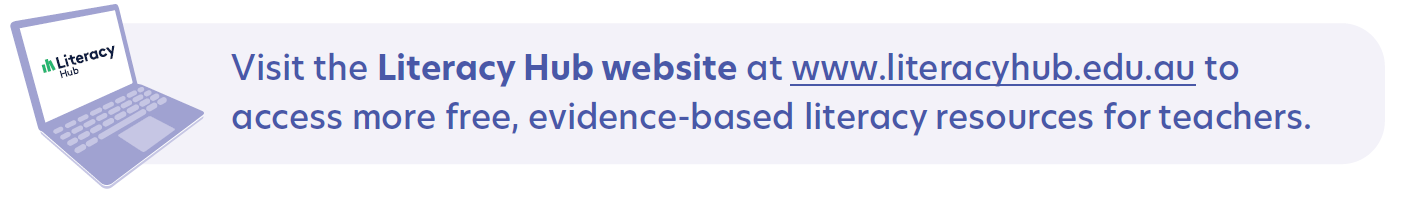 Literacy
Hub
Visit the Literacy Hub website at www.literacyhub.edu.au to
access more free, evidence-based literacy resources for teachers.